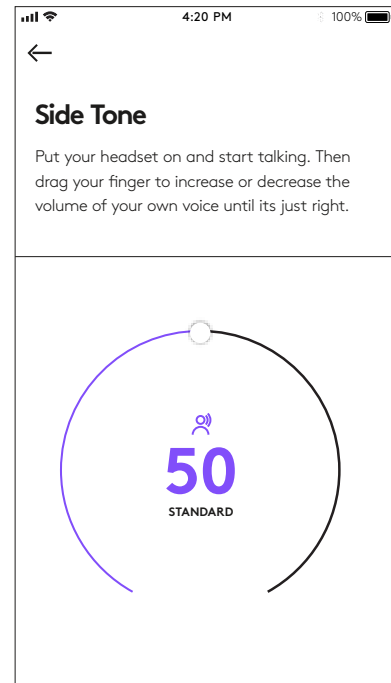 4:20 PM 100%
Side Tone
Put your headset on and start talking. Then
drag your finger to increase or decrease the
volume of your own voice until its just right.
50
STANDARD